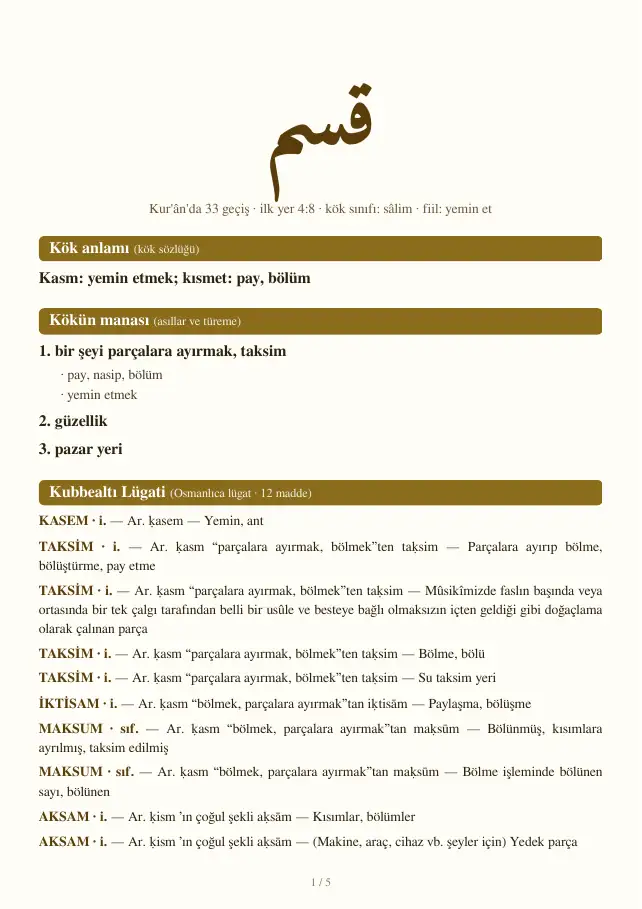 قسم
Kur'ân'da 33 geçiş · ilk yer 4:8 · kök sınıfı: sâlim · fiil: yemin et
Kök anlamı (kök sözlüğü)
Kasm: yemin etmek; kısmet: pay, bölüm
Kökün manası (asıllar ve türeme)
1. bir şeyi parçalara ayırmak, taksim
· pay, nasip, bölüm
· yemin etmek
2. güzellik
3. pazar yeri
Kubbealtı Lügati (Osmanlıca lügat · 12 madde)
KASEM · i. — Ar. ḳasem — Yemin, ant
TAKSİM · i. — Ar. ḳasm “parçalara ayırmak, bölmek”ten taḳsіm — Parçalara ayırıp bölme,
bölüştürme, pay etme
TAKSİM · i. — Ar. ḳasm “parçalara ayırmak, bölmek”ten taḳsіm — Mûsikîmizde faslın başında veya
ortasında bir tek çalgı tarafından belli bir usûle ve besteye bağlı olmaksızın içten geldiği gibi doğaçlama
olarak çalınan parça
TAKSİM · i. — Ar. ḳasm “parçalara ayırmak, bölmek”ten taḳsіm — Bölme, bölü
TAKSİM · i. — Ar. ḳasm “parçalara ayırmak, bölmek”ten taḳsіm — Su taksim yeri
İKTİSAM · i. — Ar. ḳasm “bölmek, parçalara ayırmak”tan iḳtisām — Paylaşma, bölüşme
MAKSUM · sıf. — Ar. ḳasm “bölmek, parçalara ayırmak”tan maḳsūm — Bölünmüş, kısımlara
ayrılmış, taksim edilmiş
MAKSUM · sıf. — Ar. ḳasm “bölmek, parçalara ayırmak”tan maḳsūm — Bölme işleminde bölünen
sayı, bölünen
AKSAM · i. — Ar. ḳism ’ın çoğul şekli aḳsām — Kısımlar, bölümler
AKSAM · i. — Ar. ḳism ’ın çoğul şekli aḳsām — (Makine, araç, cihaz vb. şeyler için) Yedek parça
1 / 5